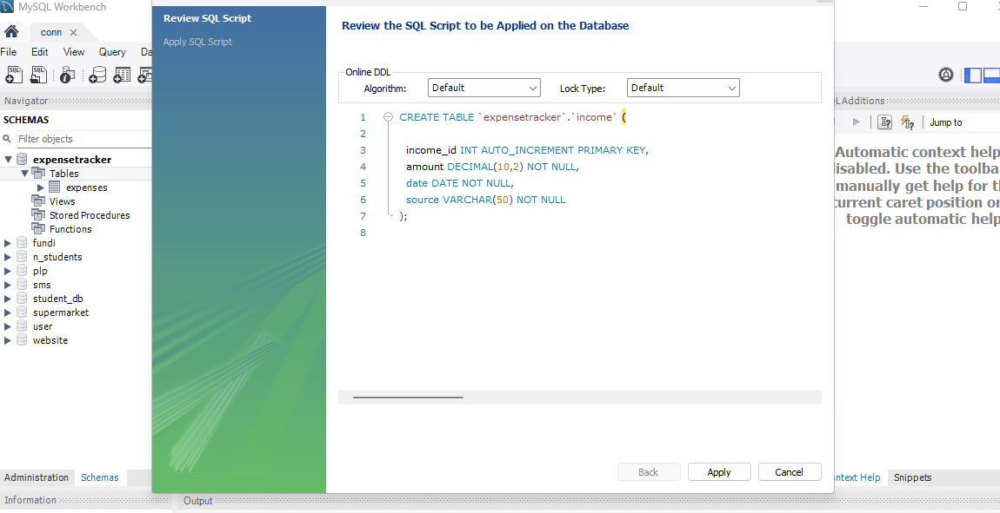 MySQL Workbench
conn
File Edit View Query Da
Navigator
SCHEMAS
Filter objects
expensetracker
Tables
expenses
Views
Stored Procedures
Functions
fundi
n_students
plp
sms
student_db
supermarket
user
website
Administration Schemas
Information
Review SQL Script
Apply SQL Script
Review the SQL Script to be Applied on the Database
Online DDL
Algorithm: Default Lock Type: Default
1 CREATE TABLE `expensetracker`.`income` (
2
3 income_id INT AUTO_INCREMENT PRIMARY KEY,
4 amount DECIMAL(10,2) NOT NULL,
5 date DATE NOT NULL,
6 source VARCHAR(50) NOT NULL
7 );
8
Back Apply Cancel
Output
LAdditions
Jump to
Automatic context help
disabled. Use the toolba
manually get help for th
current caret position or
toggle automatic help
ntext Help Snippets